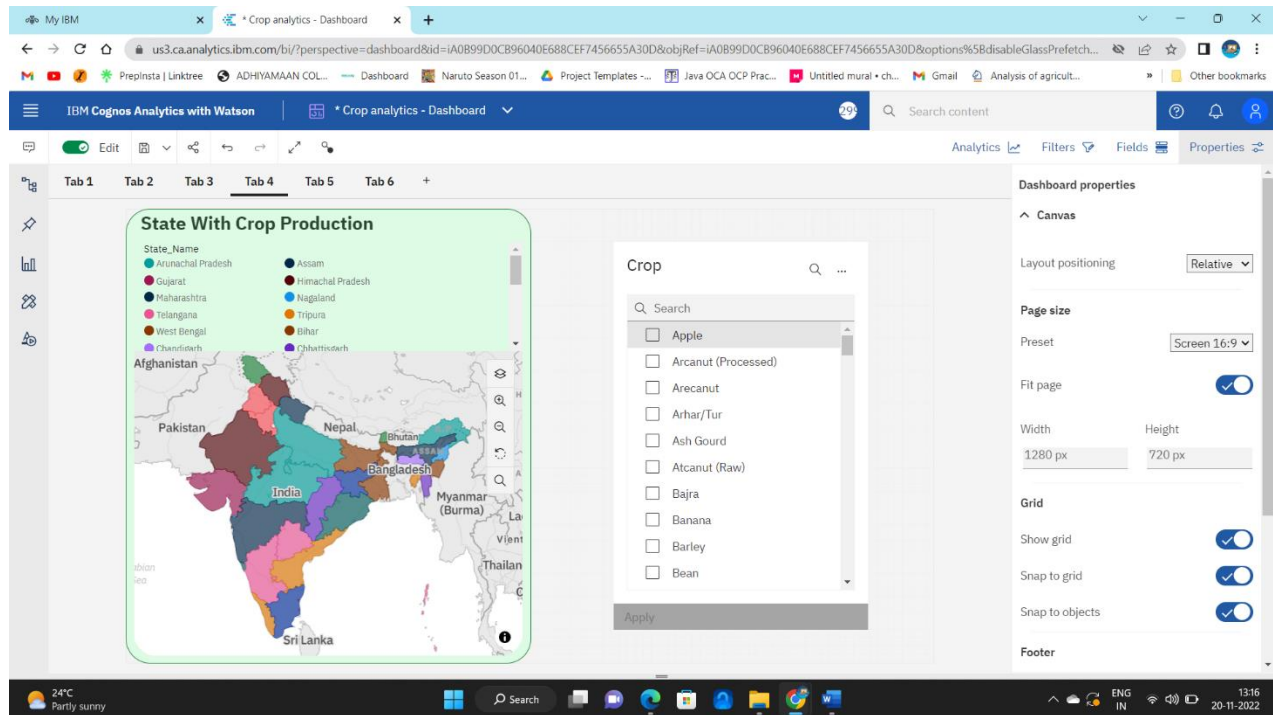 My IBM
* Crop analytics - Dashboard
us3.ca.analytics.ibm.com/bi/?perspective=dashboard&id=iA0B99D0CB96040E688CEF7456655A30D&objRef=iA0B99D0CB96040E688CEF7456655A30D&options%5BdisableGlassPrefetch...
PrepInsta | Linktree
ADHIYAMAAN COL...
Dashboard
Naruto Season 01...
Project Templates -...
Java OCA OCP Prac...
Untitled mural • ch...
Gmail
Analysis of agricult...
»
Other bookmarks
IBM Cognos Analytics with Watson
* Crop analytics - Dashboard
Search content
Edit
Analytics
Filters
Fields
Properties
Tab 1 Tab 2 Tab 3 Tab 4 Tab 5 Tab 6 +
State With Crop Production
State_Name
Arunachal Pradesh Assam
Gujarat Himachal Pradesh
Maharashtra Nagaland
Telangana Tripura
West Bengal Bihar
Chandigarh Chhattisgarh
Afghanistan
Pakistan
Nepal
Bhutan
ASSAM
Bangladesh
India
Myanmar
(Burma)
La
Vient
Thailan
Sri Lanka
Crop
...
Search
Apple
Arcanut (Processed)
Arecanut
Arhar/Tur
Ash Gourd
Atcanut (Raw)
Bajra
Banana
Barley
Bean
Apply
Dashboard properties
Canvas
Layout positioning Relative
Page size
Preset Screen 16:9
Fit page
Width Height
1280 px 720 px
Grid
Show grid
Snap to grid
Snap to objects
Footer
24°C
Partly sunny
Search
ENG
IN
13:16
20-11-2022